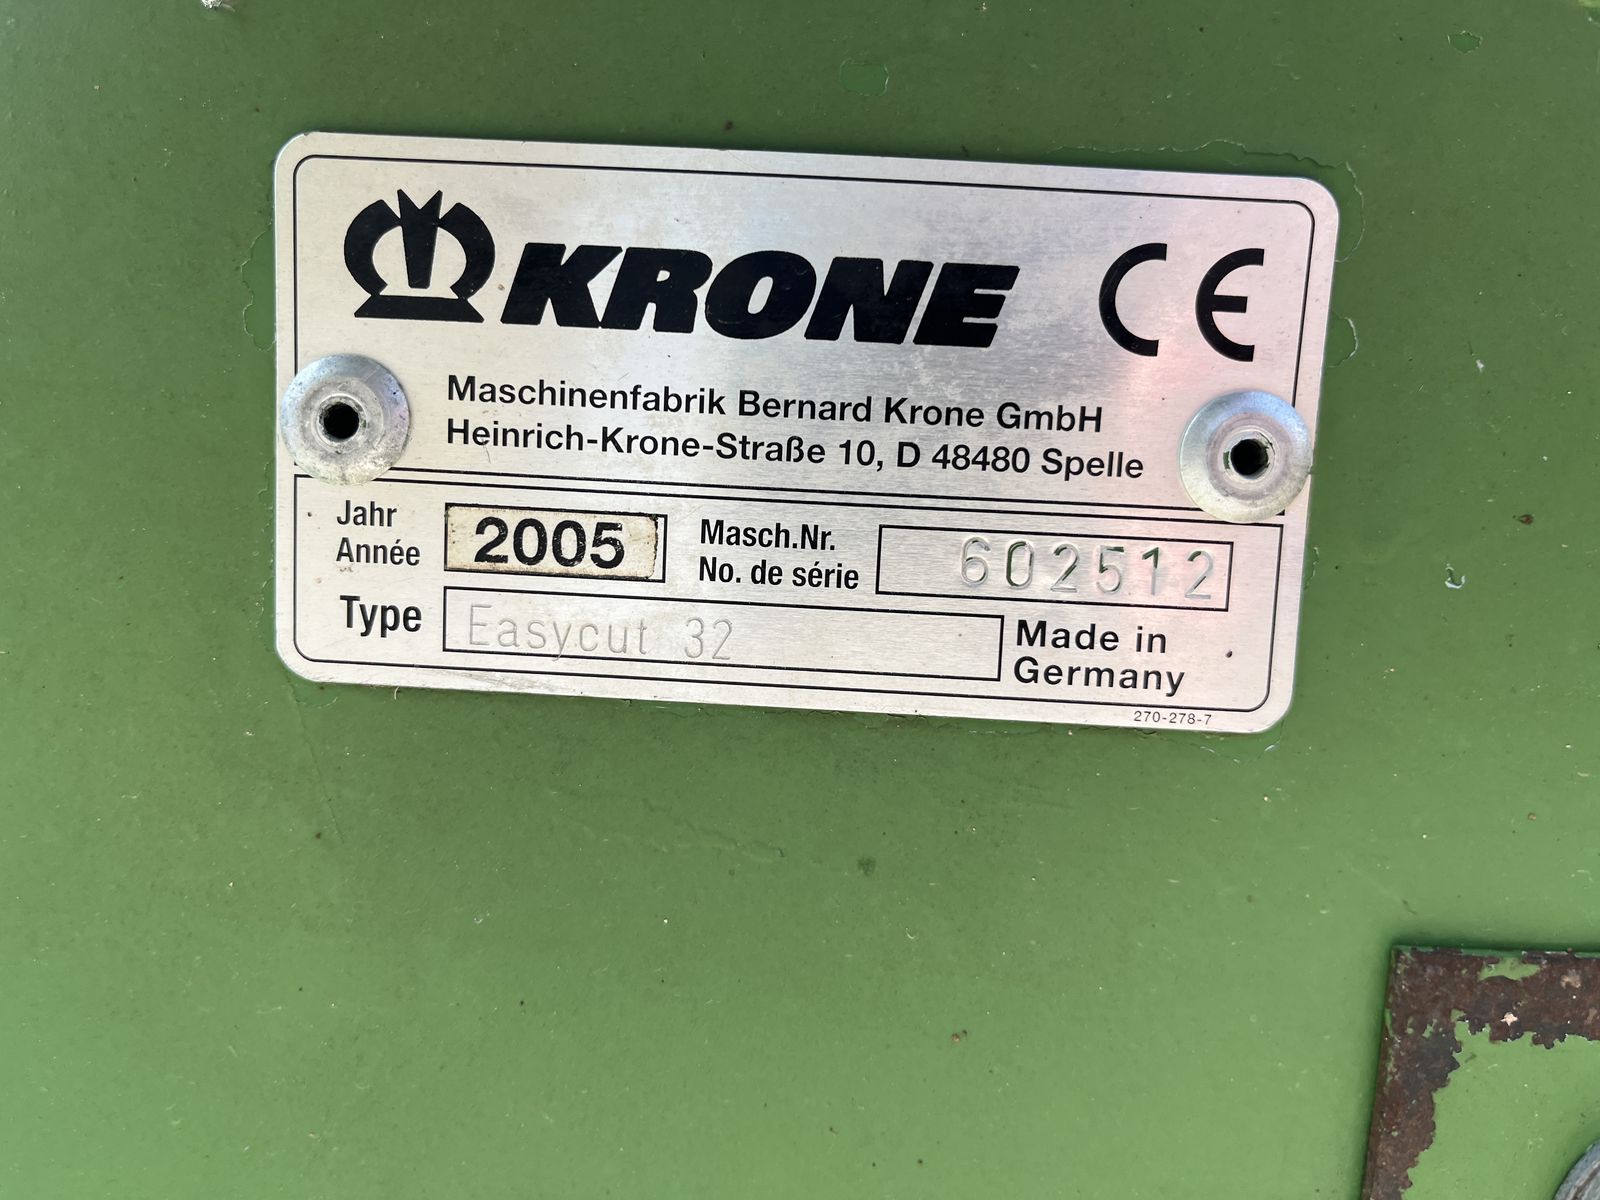 KRONE CE
Maschinenfabrik Bernard Krone GmbH
Heinrich-Krone-Straße 10, D 48480 Spelle
Jahr
Année
2005
Masch.Nr.
No. de série
602512
Type
Easycut 32
Made in
Germany
270-278-7